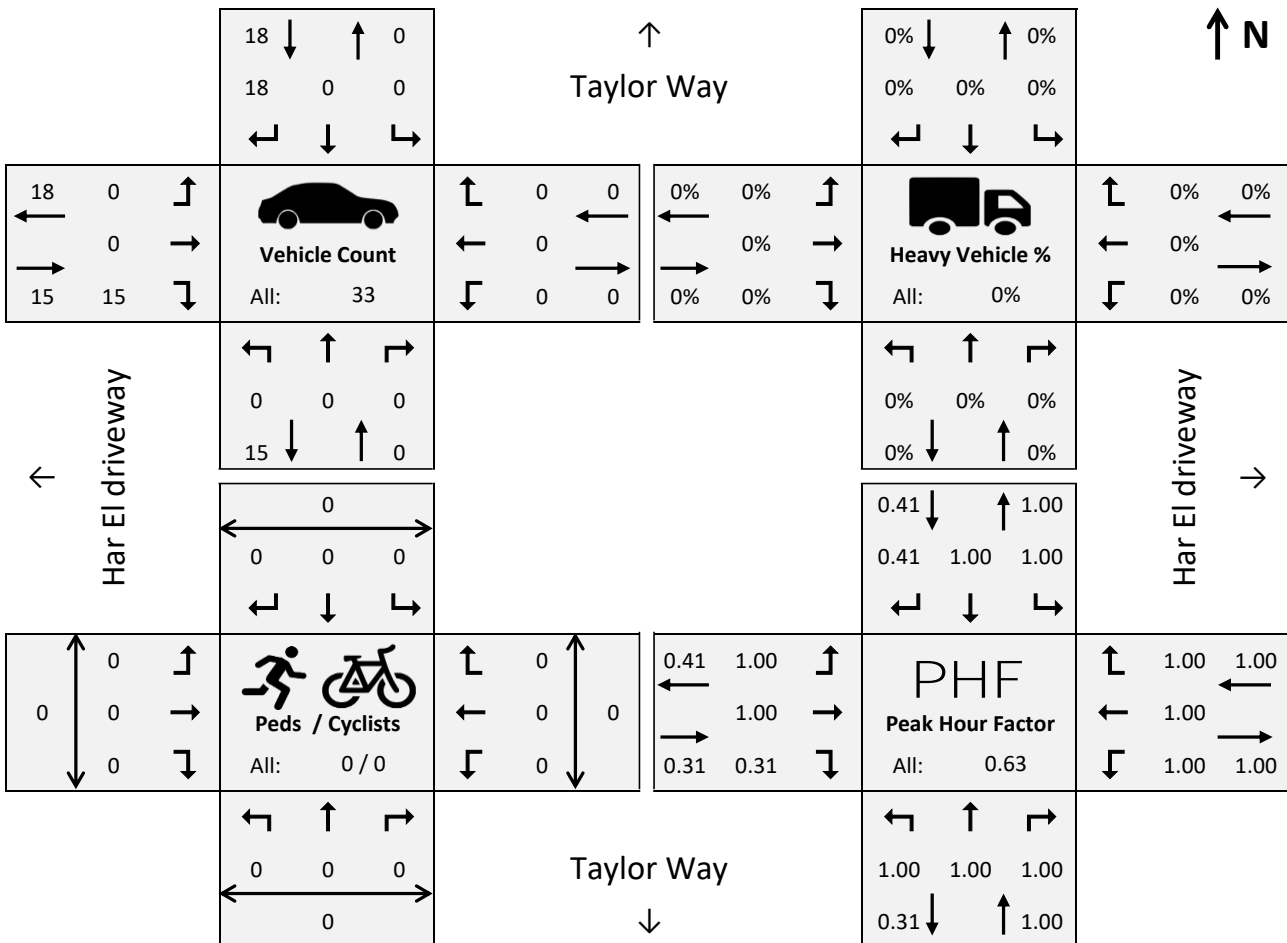 18 0
18 0 0
Taylor Way
0% 0%
0% 0% 0%
N
18 0
0
15 15
Vehicle Count
All: 33
0 0
0
0 0
0% 0%
0%
0% 0%
Heavy Vehicle %
All: 0%
0% 0%
0%
0% 0%
0 0 0
15 0
0% 0% 0%
0% 0%
Har El driveway
Har El driveway
0
0 0 0
0.41 1.00
0.41 1.00 1.00
0
0
0
0
Peds / Cyclists
All: 0 / 0
0
0
0
0
0.41 1.00
1.00
0.31 0.31
PHF
Peak Hour Factor
All: 0.63
1.00 1.00
1.00
1.00 1.00
0 0 0
0
Taylor Way
1.00 1.00 1.00
0.31 1.00